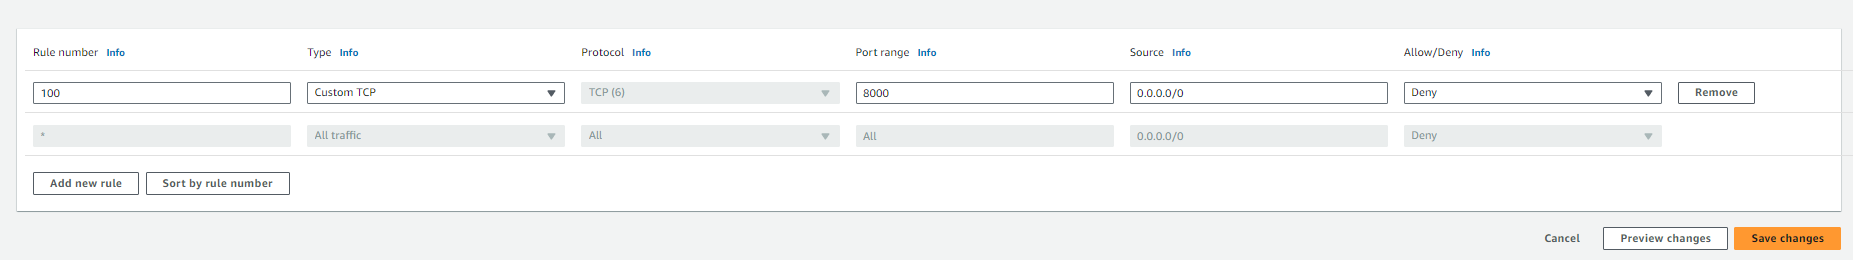 Rule number Info Type Info Protocol Info Port range Info Source Info Allow/Deny Info
100 Custom TCP TCP (6) 8000 0.0.0.0/0 Deny Remove
* All traffic All All 0.0.0.0/0 Deny
Add new rule Sort by rule number
Cancel Preview changes Save changes